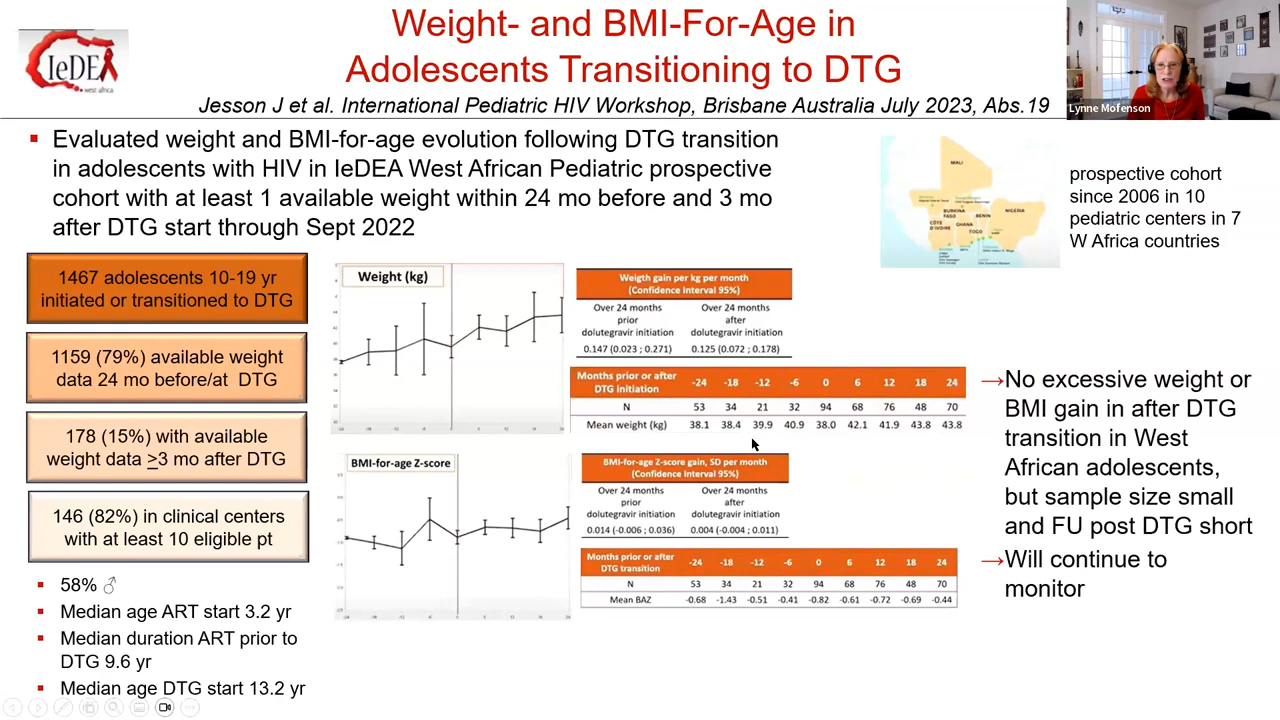 Weight- and BMI-For-Age in
Adolescents Transitioning to DTG
Jesson J et al. International Pediatric HIV Workshop, Brisbane Australia July 2023, Abs.19
IeDEA
west africa
Lynne Mofenson
▪ Evaluated weight and BMI-for-age evolution following DTG transition
in adolescents with HIV in IeDEA West African Pediatric prospective
cohort with at least 1 available weight within 24 mo before and 3 mo
after DTG start through Sept 2022
MALI
BURKINA
FASO
BENIN
NIGERIA
CÔTE
D'IVOIRE
GHANA
TOGO
prospective cohort
since 2006 in 10
pediatric centers in 7
W Africa countries
1467 adolescents 10-19 yr
initiated or transitioned to DTG
1159 (79%) available weight
data 24 mo before/at DTG
178 (15%) with available
weight data >3 mo after DTG
146 (82%) in clinical centers
with at least 10 eligible pt
▪ 58% ♂
▪ Median age ART start 3.2 yr
▪ Median duration ART prior to
DTG 9.6 yr
▪ Median age DTG start 13.2 yr
Weight (kg)
Weigth gain per kg per month
(Confidence Interval 95%)
Over 24 months prior dolutegravir initiation
Over 24 months after dolutegravir initiation
0.147 (0.023 ; 0.271) 0.125 (0.072 ; 0.178)
Months prior or after DTG initiation -24 -18 -12 -6 0 6 12 18 24
N 53 34 21 32 94 68 76 48 70
Mean weight (kg) 38.1 38.4 39.9 40.9 38.0 42.1 41.9 43.8 43.8
BMI-for-age Z-score
BMI-for-age Z-score gain, SD per month
(Confidence Interval 95%)
Over 24 months prior dolutegravir initiation
Over 24 months after dolutegravir initiation
0.014 (-0.006 ; 0.036) 0.004 (-0.004 ; 0.011)
Months prior or after DTG transition -24 -18 -12 -6 0 6 12 18 24
N 53 34 21 32 94 68 76 48 70
Mean BAZ -0.68 -1.43 -0.51 -0.41 -0.82 -0.61 -0.72 -0.69 -0.44
→No excessive weight or
BMI gain in after DTG
transition in West
African adolescents,
but sample size small
and FU post DTG short
→Will continue to
monitor